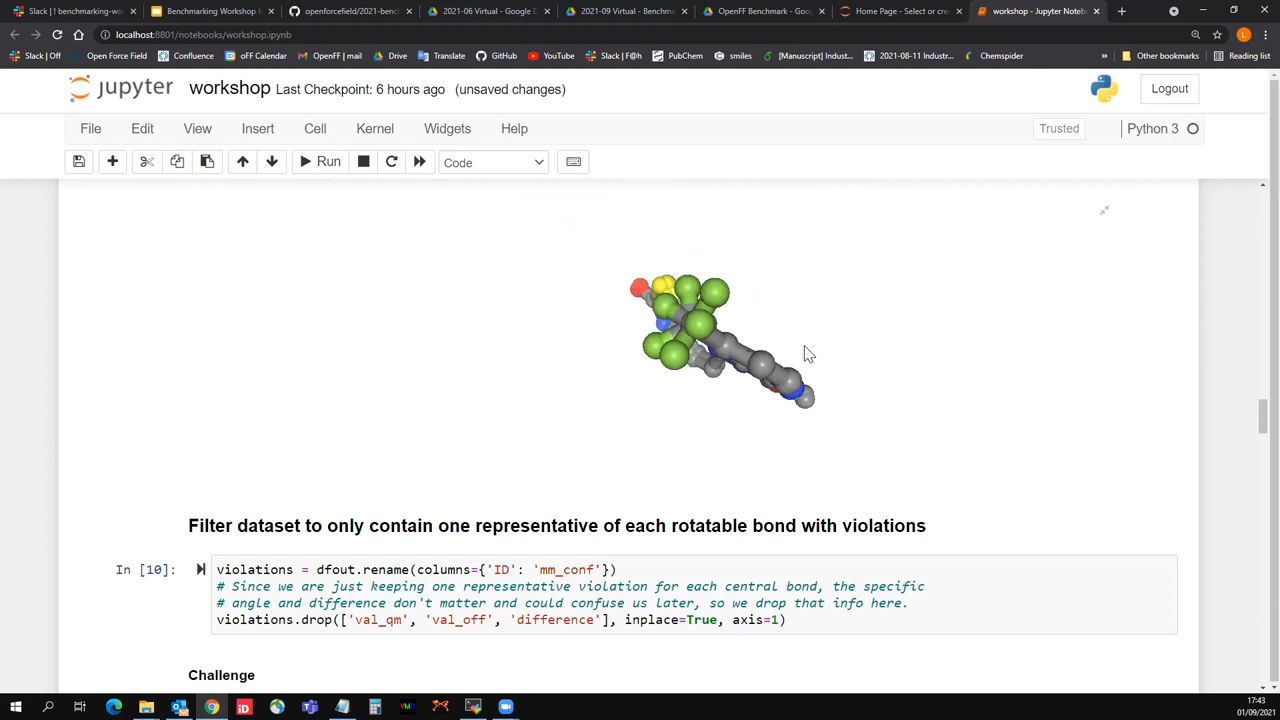 Slack | ! benchmarking-wo
Benchmarking Workshop
openforcefield/2021-benc
2021-06 Virtual - Google D
2021-09 Virtual - Benchma
OpenFF Benchmark - Goog
Home Page - Select or cre
workshop - Jupyter Noteb
localhost:8801/notebooks/workshop.ipynb
Slack | Off
Open Force Field
Confluence
oFF Calendar
OpenFF | mail
Drive
Translate
GitHub
YouTube
Slack | F@h
PubChem
smiles
[Manuscript] Indust...
2021-08-11 Industr...
Chemspider
»
Other bookmarks
Reading list
jupyter workshop Last Checkpoint: 6 hours ago (unsaved changes)
Logout
File Edit View Insert Cell Kernel Widgets Help
Trusted
Python 3
Run
Code
Filter dataset to only contain one representative of each rotatable bond with violations
In [10]: violations = dfout.rename(columns={'ID': 'mm_conf'})
# Since we are just keeping one representative violation for each central bond, the specific
# angle and difference don't matter and could confuse us later, so we drop that info here.
violations.drop(['val_qm', 'val_off', 'difference'], inplace=True, axis=1)
Challenge
17:43
01/09/2021